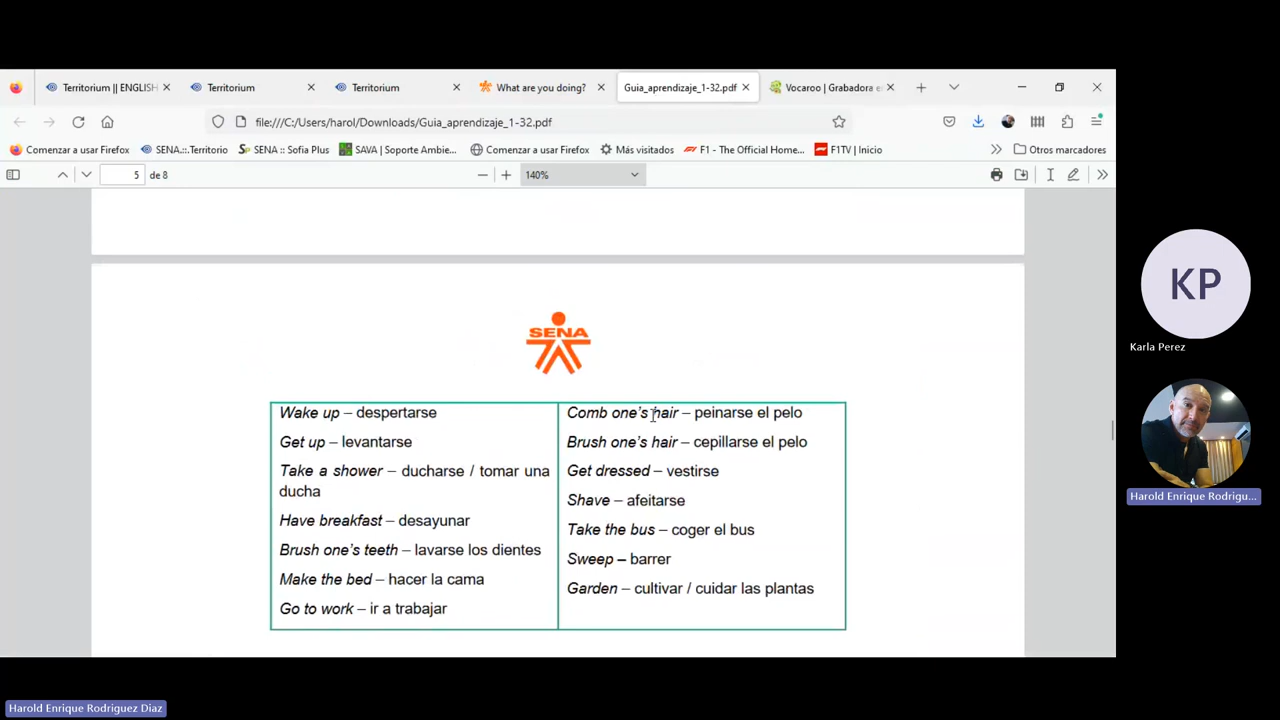 Territorium || ENGLISH
Territorium
Territorium
What are you doing?
Guia_aprendizaje_1-32.pdf
Vocaroo | Grabadora e
file:///C:/Users/harol/Downloads/Guia_aprendizaje_1-32.pdf
Comenzar a usar Firefox
SENA.::.Territorio
SENA :: Sofia Plus
SAVA | Soporte Ambie...
Comenzar a usar Firefox
Más visitados
F1 - The Official Home...
F1TV | Inicio
Otros marcadores
5 de 8
140%
SENA
Wake up – despertarse
Get up – levantarse
Take a shower – ducharse / tomar una
ducha
Have breakfast – desayunar
Brush one's teeth – lavarse los dientes
Make the bed – hacer la cama
Go to work – ir a trabajar
Comb one's hair – peinarse el pelo
Brush one's hair – cepillarse el pelo
Get dressed – vestirse
Shave – afeitarse
Take the bus – coger el bus
Sweep – barrer
Garden – cultivar / cuidar las plantas
KP
Karla Perez
Harold Enrique Rodrigu...
Harold Enrique Rodriguez Diaz